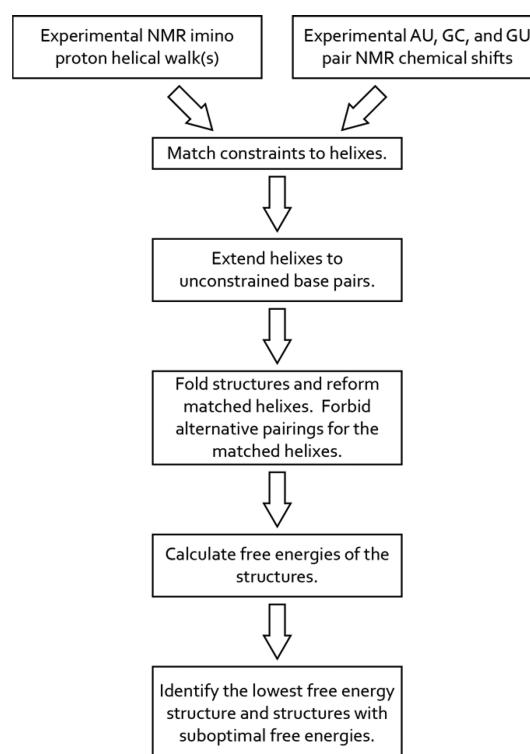 Experimental NMR imino
proton helical walk(s)
Experimental AU, GC, and GU
pair NMR chemical shifts
Match constraints to helixes.
Extend helixes to
unconstrained base pairs.
Fold structures and reform
matched helixes. Forbid
alternative pairings for the
matched helixes.
Calculate free energies of the
structures.
Identify the lowest free energy
structure and structures with
suboptimal free energies.